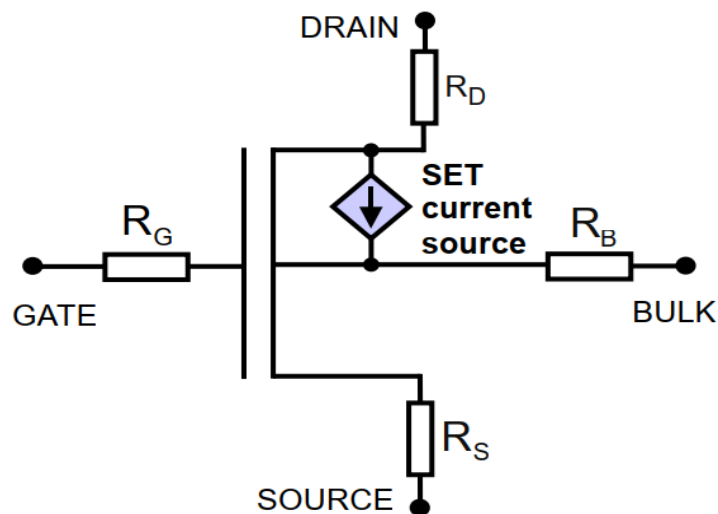 DRAIN
R_D
SET
current
source
R_G
R_B
GATE
BULK
R_S
SOURCE